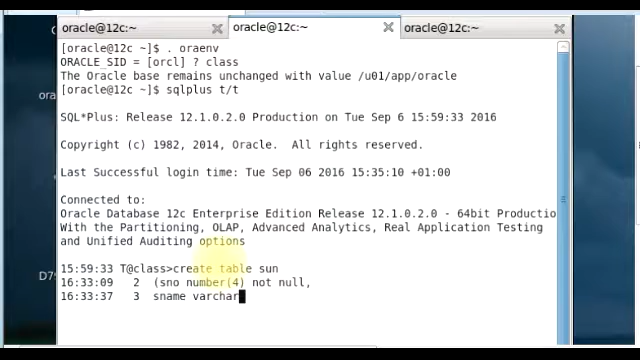 oracle@12c:~ oracle@12c:~ oracle@12c:~
[oracle@12c ~]$ . oraenv
ORACLE_SID = [orcl] ? class
The Oracle base remains unchanged with value /u01/app/oracle
[oracle@12c ~]$ sqlplus t/t
SQL*Plus: Release 12.1.0.2.0 Production on Tue Sep 6 15:59:33 2016
Copyright (c) 1982, 2014, Oracle. All rights reserved.
Last Successful login time: Tue Sep 06 2016 15:35:10 +01:00
Connected to:
Oracle Database 12c Enterprise Edition Release 12.1.0.2.0 - 64bit Productio
With the Partitioning, OLAP, Advanced Analytics, Real Application Testing
and Unified Auditing options
15:59:33 T@class>create table sun
16:33:09 2 (sno number(4) not null,
16:33:37 3 sname varchar
ora
D79